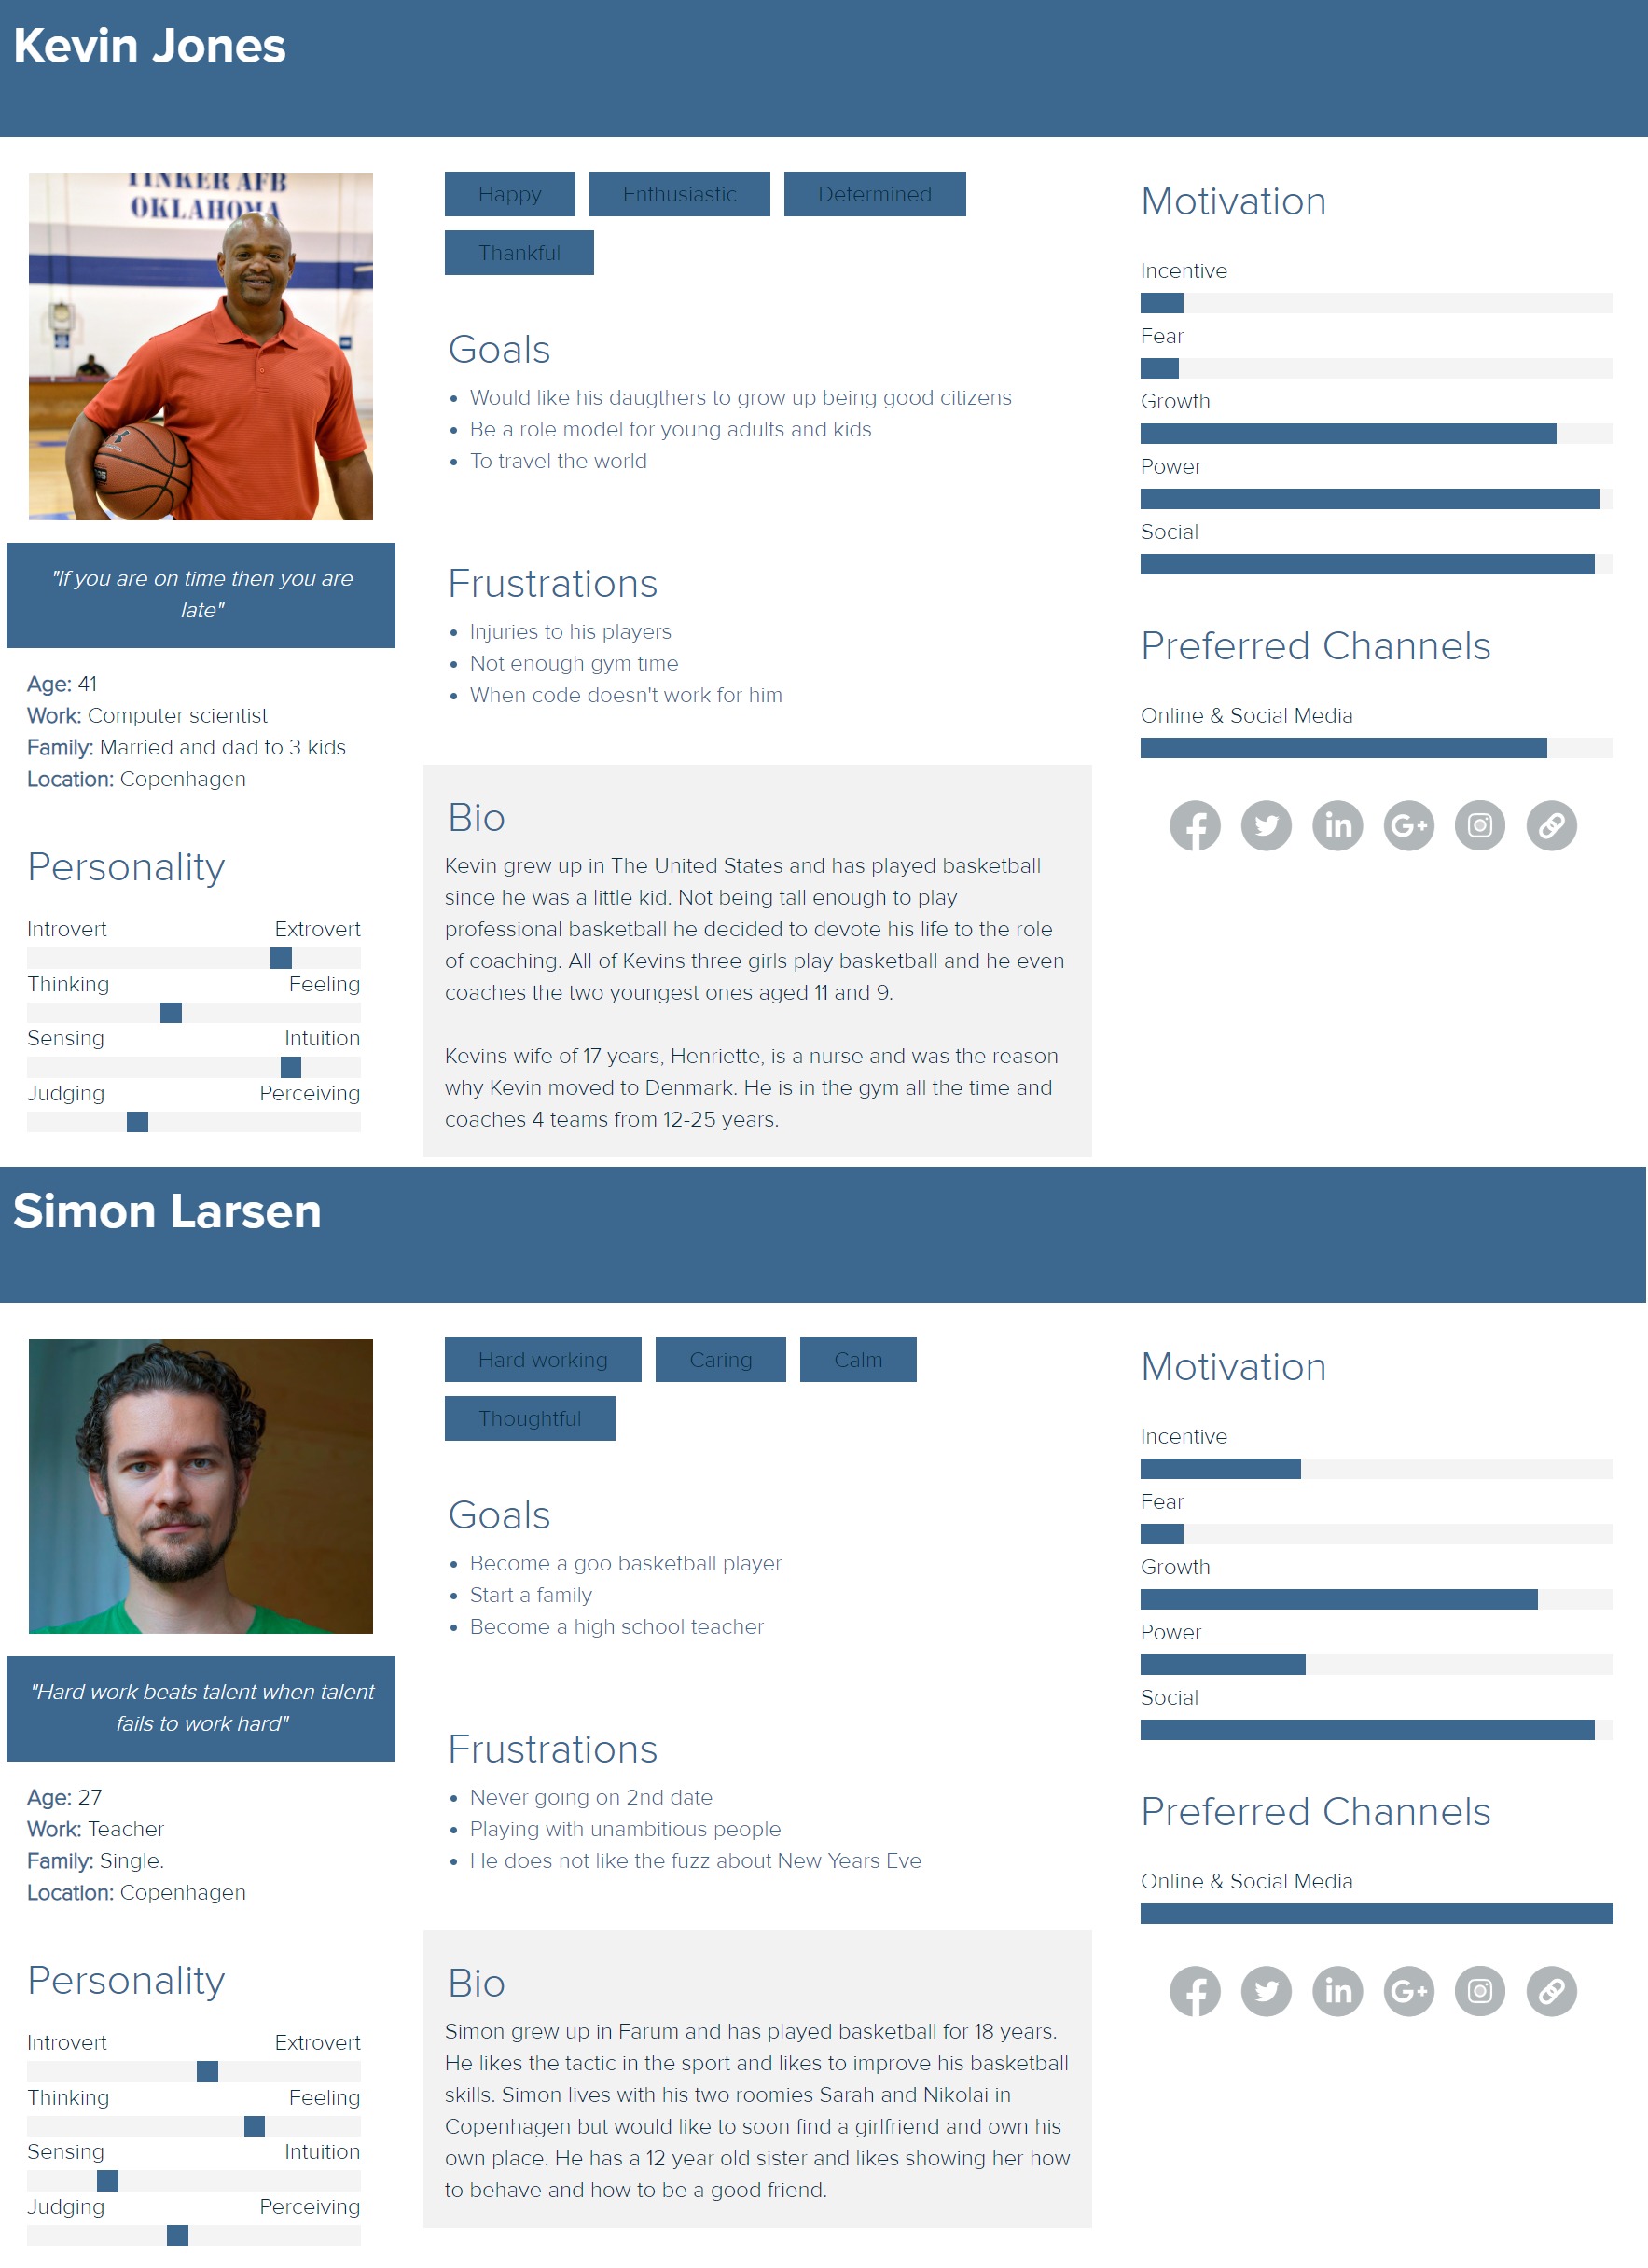 Kevin Jones
TINKER AFB
OKLAHOMA
"If you are on time then you are
late"
Age: 41
Work: Computer scientist
Family: Married and dad to 3 kids
Location: Copenhagen
Personality
Introvert Extrovert
Thinking Feeling
Sensing Intuition
Judging Perceiving
Happy Enthusiastic Determined
Thankful
Goals
• Would like his daugthers to grow up being good citizens
• Be a role model for young adults and kids
• To travel the world
Frustrations
• Injuries to his players
• Not enough gym time
• When code doesn't work for him
Bio
Kevin grew up in The United States and has played basketball
since he was a little kid. Not being tall enough to play
professional basketball he decided to devote his life to the role
of coaching. All of Kevins three girls play basketball and he even
coaches the two youngest ones aged 11 and 9.
Kevins wife of 17 years, Henriette, is a nurse and was the reason
why Kevin moved to Denmark. He is in the gym all the time and
coaches 4 teams from 12-25 years.
Motivation
Incentive
Fear
Growth
Power
Social
Preferred Channels
Online & Social Media
Simon Larsen
"Hard work beats talent when talent
fails to work hard"
Age: 27
Work: Teacher
Family: Single.
Location: Copenhagen
Personality
Introvert Extrovert
Thinking Feeling
Sensing Intuition
Judging Perceiving
Hard working Caring Calm
Thoughtful
Goals
• Become a goo basketball player
• Start a family
• Become a high school teacher
Frustrations
• Never going on 2nd date
• Playing with unambitious people
• He does not like the fuzz about New Years Eve
Bio
Simon grew up in Farum and has played basketball for 18 years.
He likes the tactic in the sport and likes to improve his basketball
skills. Simon lives with his two roomies Sarah and Nikolai in
Copenhagen but would like to soon find a girlfriend and own his
own place. He has a 12 year old sister and likes showing her how
to behave and how to be a good friend.
Motivation
Incentive
Fear
Growth
Power
Social
Preferred Channels
Online & Social Media